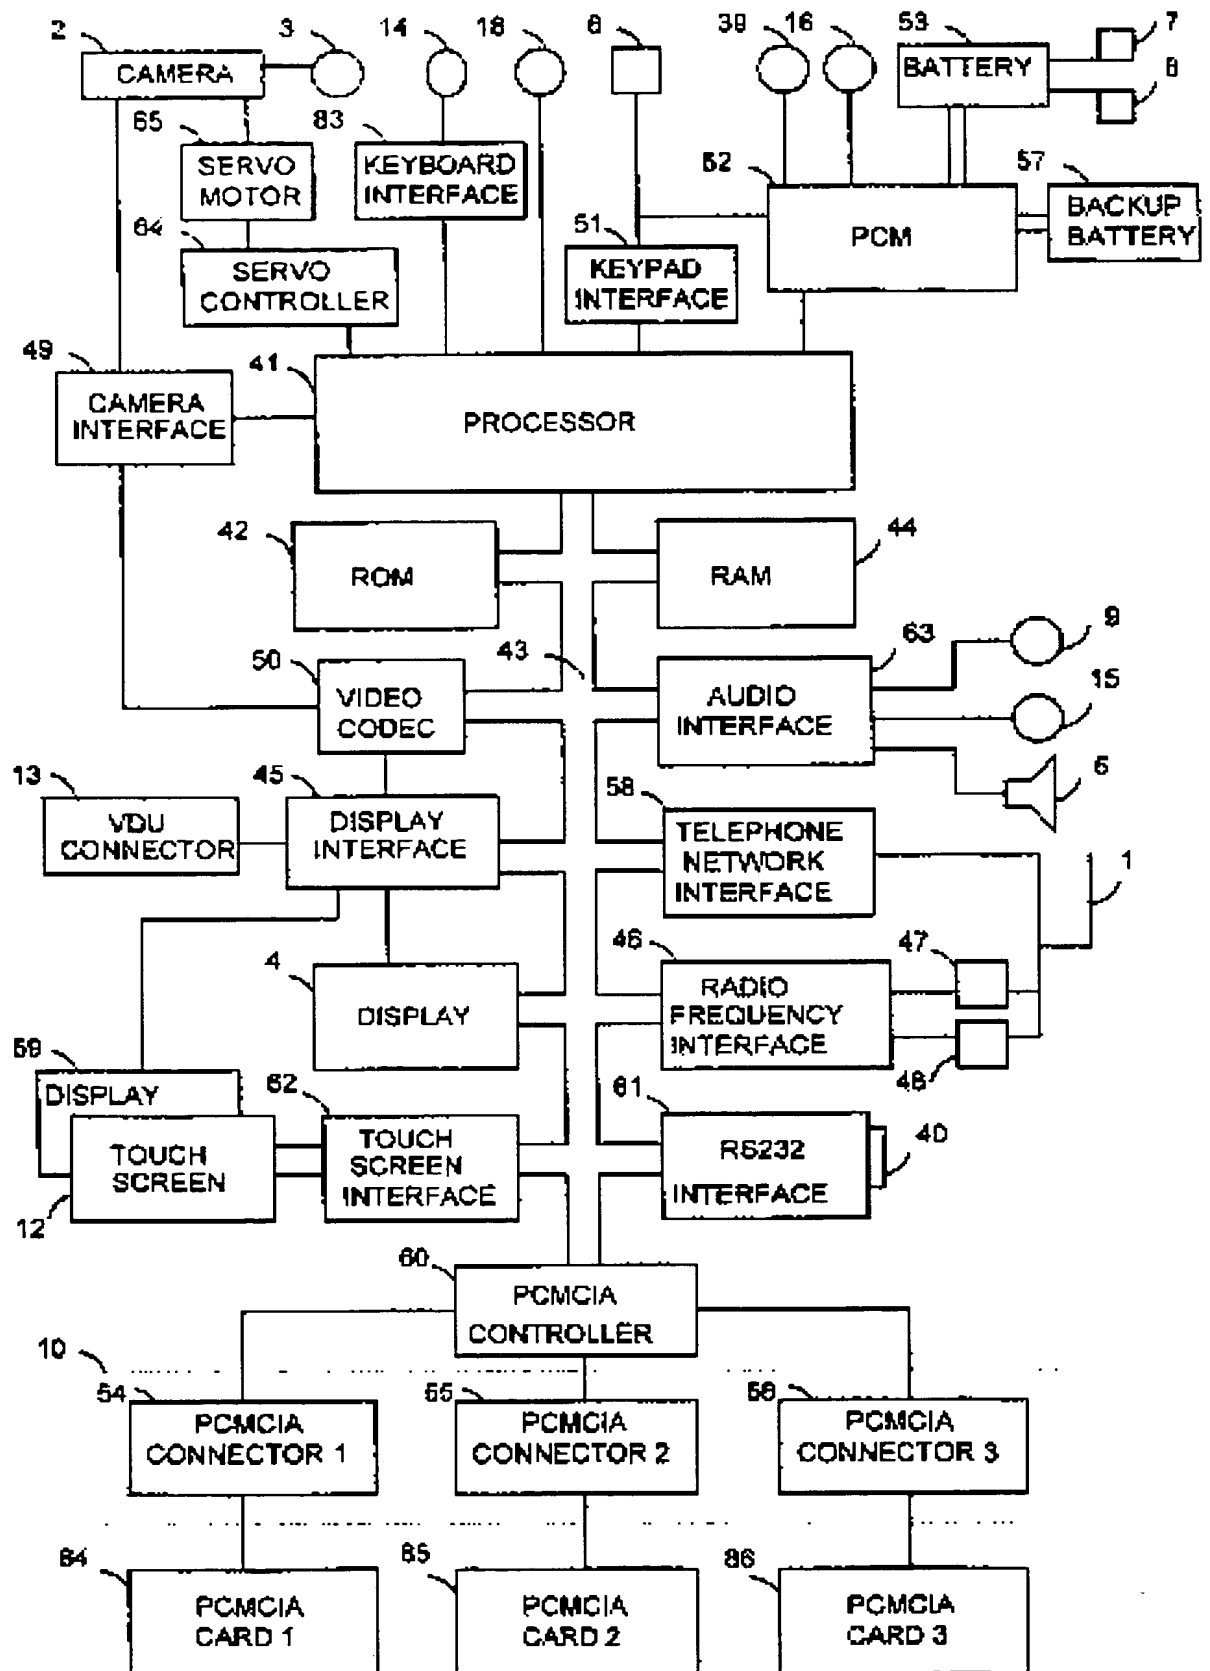 2 3 14 18 6 39 16 53 7
CAMERA
BATTERY
8
65 83
SERVO
MOTOR
KEYBOARD
INTERFACE
52 57
PCM
BACKUP
BATTERY
64 51
SERVO
CONTROLLER
KEYPAD
INTERFACE
49 41
CAMERA
INTERFACE
PROCESSOR
42 44
ROM
RAM
50 43 63 9
VIDEO
CODEC
AUDIO
INTERFACE
15
13 45 58 5
VDU
CONNECTOR
DISPLAY
INTERFACE
TELEPHONE
NETWORK
INTERFACE
1
4 46 47
DISPLAY
RADIO
FREQUENCY
INTERFACE
59 62 61 48
DISPLAY
TOUCH
SCREEN
TOUCH
SCREEN
INTERFACE
RS232
INTERFACE
40
12
60
PCMCIA
CONTROLLER
10
54 55 56
PCMCIA
CONNECTOR 1
PCMCIA
CONNECTOR 2
PCMCIA
CONNECTOR 3
84 85 86
PCMCIA
CARD 1
PCMCIA
CARD 2
PCMCIA
CARD 3